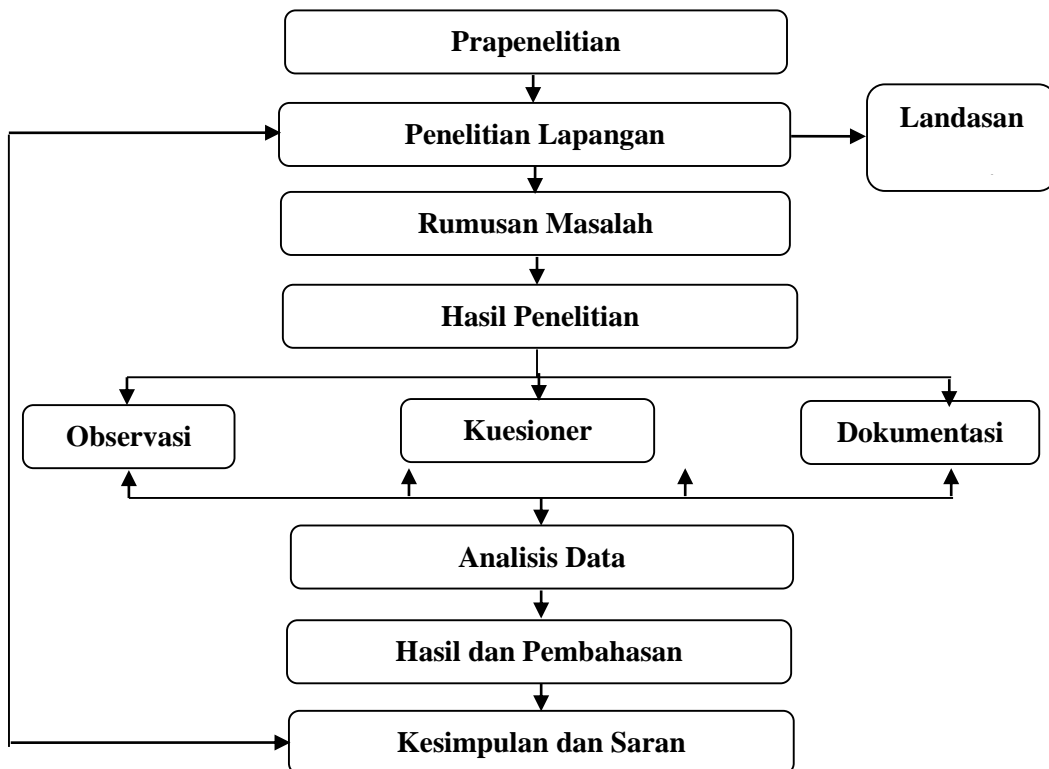 Prapenelitian
Penelitian Lapangan
Landasan
Rumusan Masalah
Hasil Penelitian
Observasi
Kuesioner
Dokumentasi
Analisis Data
Hasil dan Pembahasan
Kesimpulan dan Saran